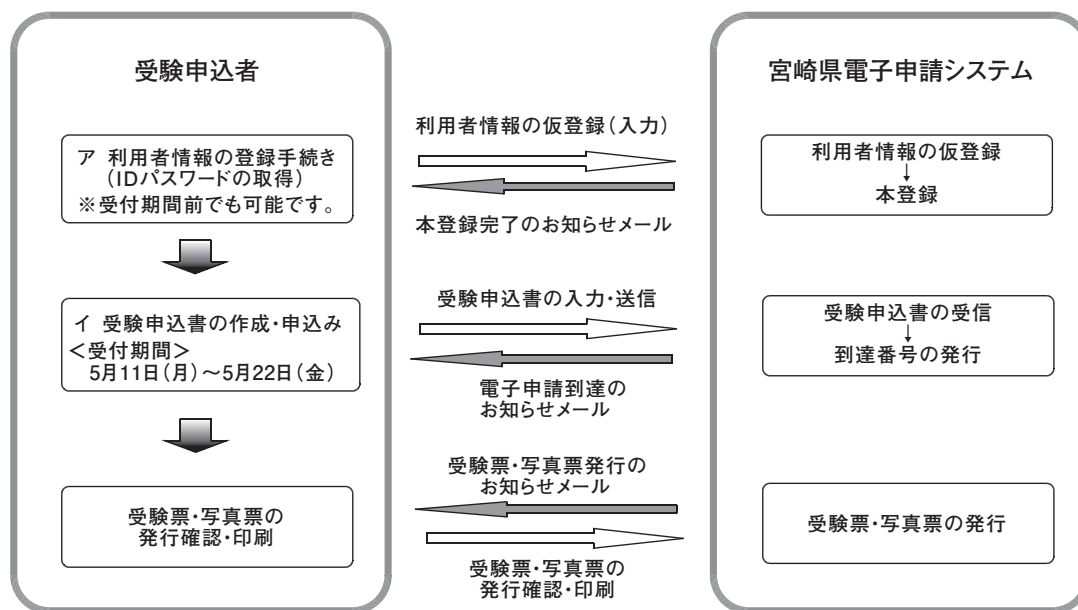 受験申込者
ア 利用者情報の登録手続き
（IDパスワードの取得）
※受付期間前でも可能です。
イ 受験申込書の作成・申込み
＜受付期間＞
5月11日（月）～5月22日（金）
受験票・写真票の
発行確認・印刷
利用者情報の仮登録（入力）
本登録完了のお知らせメール
受験申込書の入力・送信
電子申請到達の
お知らせメール
受験票・写真票発行の
お知らせメール
受験票・写真票の
発行確認・印刷
宮崎県電子申請システム
利用者情報の仮登録
↓
本登録
受験申込書の受信
↓
到達番号の発行
受験票・写真票の発行